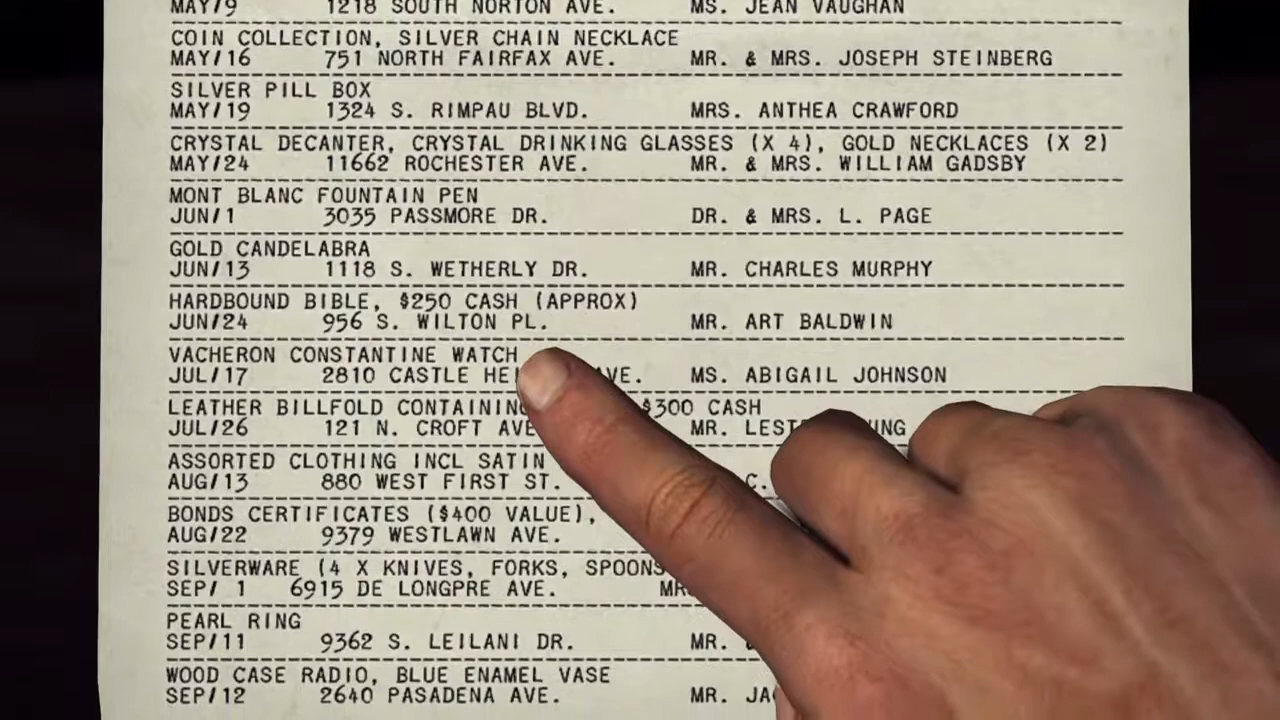 MAY/9 1218 SOUTH NORTON AVE. MS. JEAN VAUGHAN
COIN COLLECTION, SILVER CHAIN NECKLACE
MAY/16 751 NORTH FAIRFAX AVE. MR. & MRS. JOSEPH STEINBERG
SILVER PILL BOX
MAY/19 1324 S. RIMPAU BLVD. MRS. ANTHEA CRAWFORD
CRYSTAL DECANTER, CRYSTAL DRINKING GLASSES (X 4), GOLD NECKLACES (X 2)
MAY/24 11662 ROCHESTER AVE. MR. & MRS. WILLIAM GADSBY
MONT BLANC FOUNTAIN PEN
JUN/1 3035 PASSMORE DR. DR. & MRS. L. PAGE
GOLD CANDELABRA
JUN/13 1118 S. WETHERLY DR. MR. CHARLES MURPHY
HARDBOUND BIBLE, $250 CASH (APPROX)
JUN/24 956 S. WILTON PL. MR. ART BALDWIN
VACHERON CONSTANTINE WATCH
JUL/17 2810 CASTLE AVE. MS. ABIGAIL JOHNSON
LEATHER BILLFOLD CONTAINING $300 CASH
JUL/26 121 N. CROFT AVE MR.
ASSORTED CLOTHING INCL SATIN
AUG/13 880 WEST FIRST ST. C.
BONDS CERTIFICATES ($400 VALUE),
AUG/22 9379 WESTLAWN AVE.
SILVERWARE (4 X KNIVES, FORKS, SPOONS
SEP/ 1 6915 DE LONGPRE AVE.
PEARL RING
SEP/11 9362 S. LEILANI DR. MR.
WOOD CASE RADIO, BLUE ENAMEL VASE
SEP/12 2640 PASADENA AVE. MR.